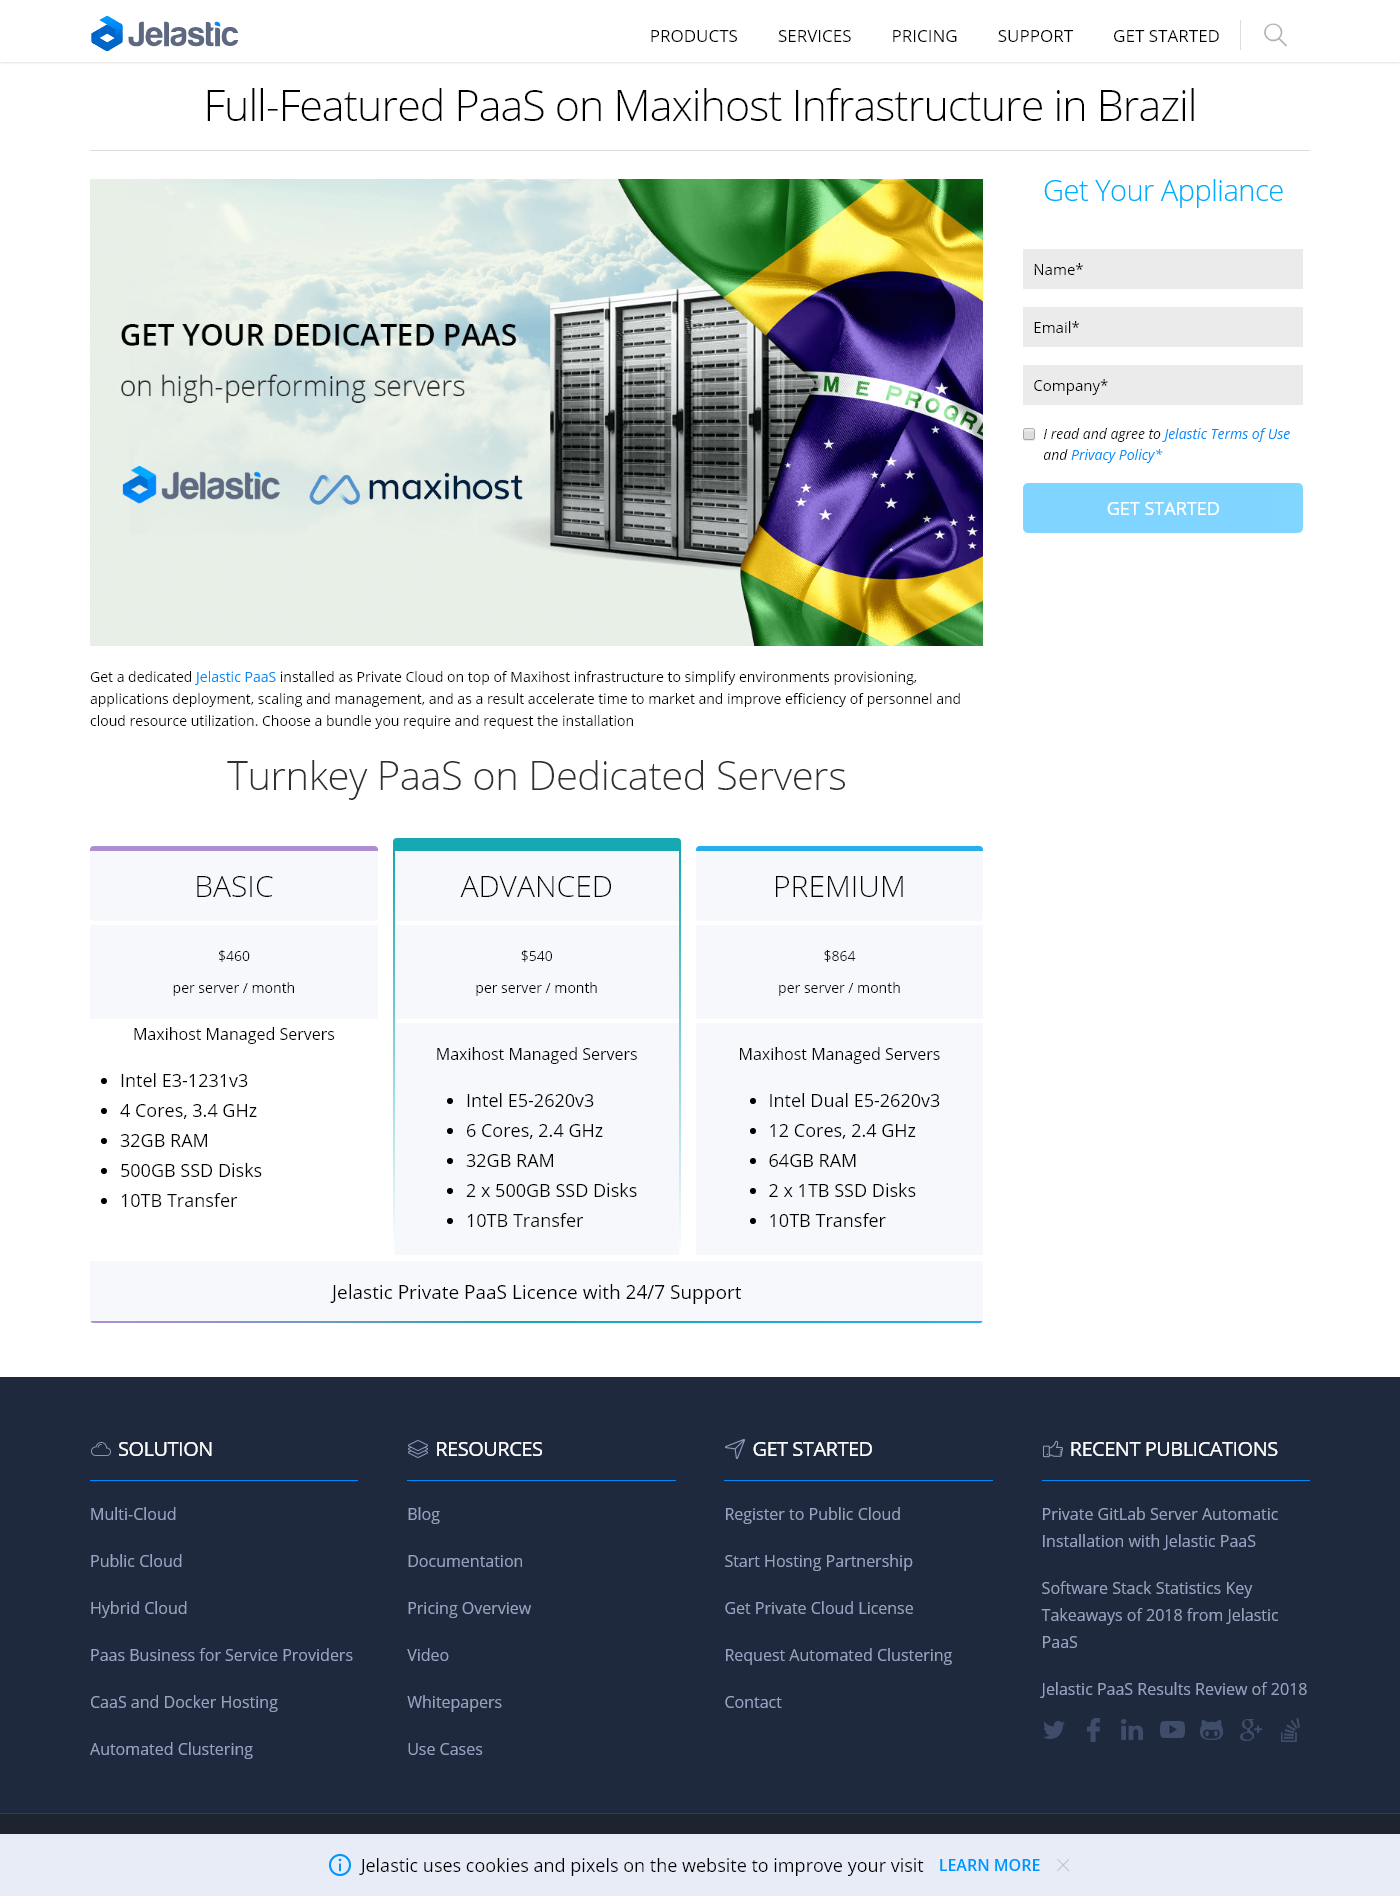 Jelastic
PRODUCTS SERVICES PRICING SUPPORT GET STARTED
Full-Featured PaaS on Maxihost Infrastructure in Brazil
GET YOUR DEDICATED PAAS
on high-performing servers
Jelastic maxihost
M E PROGR
Get Your Appliance
Name*
Email*
Company*
I read and agree to Jelastic Terms of Use
and Privacy Policy*
GET STARTED
Get a dedicated Jelastic PaaS installed as Private Cloud on top of Maxihost infrastructure to simplify environments provisioning,
applications deployment, scaling and management, and as a result accelerate time to market and improve efficiency of personnel and
cloud resource utilization. Choose a bundle you require and request the installation
Turnkey PaaS on Dedicated Servers
BASIC
$460
per server / month
Maxihost Managed Servers
• Intel E3-1231v3
• 4 Cores, 3.4 GHz
• 32GB RAM
• 500GB SSD Disks
• 10TB Transfer
ADVANCED
$540
per server / month
Maxihost Managed Servers
• Intel E5-2620v3
• 6 Cores, 2.4 GHz
• 32GB RAM
• 2 x 500GB SSD Disks
• 10TB Transfer
PREMIUM
$864
per server / month
Maxihost Managed Servers
• Intel Dual E5-2620v3
• 12 Cores, 2.4 GHz
• 64GB RAM
• 2 x 1TB SSD Disks
• 10TB Transfer
Jelastic Private PaaS Licence with 24/7 Support
SOLUTION
Multi-Cloud
Public Cloud
Hybrid Cloud
Paas Business for Service Providers
CaaS and Docker Hosting
Automated Clustering
RESOURCES
Blog
Documentation
Pricing Overview
Video
Whitepapers
Use Cases
GET STARTED
Register to Public Cloud
Start Hosting Partnership
Get Private Cloud License
Request Automated Clustering
Contact
RECENT PUBLICATIONS
Private GitLab Server Automatic
Installation with Jelastic PaaS
Software Stack Statistics Key
Takeaways of 2018 from Jelastic
PaaS
Jelastic PaaS Results Review of 2018
Jelastic uses cookies and pixels on the website to improve your visit LEARN MORE